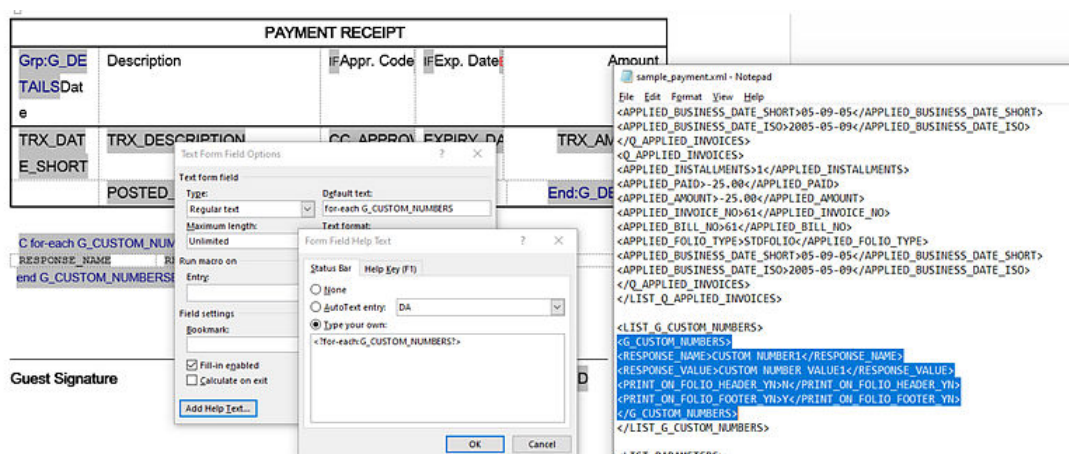 PAYMENT RECEIPT
Grp:G_DE
TAILSDat
e
Description
IFAppr. Code
IFExp. DateE
Amount
TRX_DAT
E_SHORT
TRX_DESCRIPTION
CC_APPROV
EXPIRY_DA
TRX_AM
POSTED_
End:G_DE
C for-each G_CUSTOM_NUM
RESPONSE_NAME
end G_CUSTOM_NUMBERSE
Guest Signature
D
Text Form Field Options
? ×
Text form field
Type:
Default text:
Regular text
for-each G_CUSTOM_NUMBERS
Maximum length:
Text format:
Unlimited
Run macro on
Entry:
Field settings
Bookmark:
Fill-in enabled
Calculate on exit
Add Help Text...
Form Field Help Text
? ×
Status Bar
Help Key (F1)
None
AutoText entry:
DA
Type your own:
<?for-each:G_CUSTOM_NUMBERS?>
OK
Cancel
sample_payment.xml - Notepad
File Edit Format View Help
<APPLIED_BUSINESS_DATE_SHORT>05-09-05</APPLIED_BUSINESS_DATE_SHORT>
<APPLIED_BUSINESS_DATE_ISO>2005-05-09</APPLIED_BUSINESS_DATE_ISO>
</Q_APPLIED_INVOICES>
<Q_APPLIED_INVOICES>
<APPLIED_INSTALLMENTS>1</APPLIED_INSTALLMENTS>
<APPLIED_PAID>-25.00</APPLIED_PAID>
<APPLIED_AMOUNT>-25.00</APPLIED_AMOUNT>
<APPLIED_INVOICE_NO>61</APPLIED_INVOICE_NO>
<APPLIED_BILL_NO>61</APPLIED_BILL_NO>
<APPLIED_FOLIO_TYPE>STDFOLIO</APPLIED_FOLIO_TYPE>
<APPLIED_BUSINESS_DATE_SHORT>05-09-05</APPLIED_BUSINESS_DATE_SHORT>
<APPLIED_BUSINESS_DATE_ISO>2005-05-09</APPLIED_BUSINESS_DATE_ISO>
</Q_APPLIED_INVOICES>
</LIST_Q_APPLIED_INVOICES>
<LIST_G_CUSTOM_NUMBERS>
<G_CUSTOM_NUMBERS>
<RESPONSE_NAME>CUSTOM NUMBER1</RESPONSE_NAME>
<RESPONSE_VALUE>CUSTOM NUMBER VALUE1</RESPONSE_VALUE>
<PRINT_ON_FOLIO_HEADER_YN>N</PRINT_ON_FOLIO_HEADER_YN>
<PRINT_ON_FOLIO_FOOTER_YN>Y</PRINT_ON_FOLIO_FOOTER_YN>
</G_CUSTOM_NUMBERS>
</LIST_G_CUSTOM_NUMBERS>